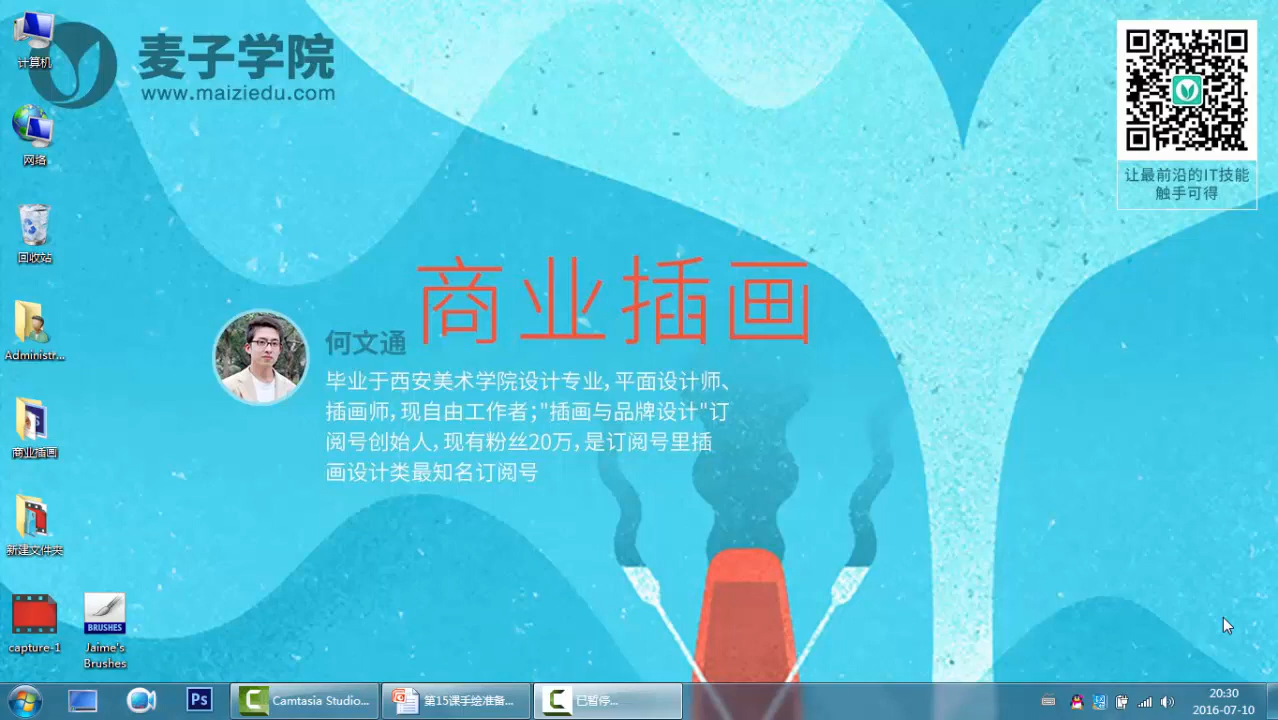 计算机
麦子学院
www.maiziedu.com
让最前沿的IT技能
触手可得
网络
回收站
商业插画
何文通
毕业于西安美术学院设计专业，平面设计师、
插画师，现自由工作者；"插画与品牌设计"订
阅号创始人，现有粉丝20万，是订阅号里插
画设计类最知名订阅号
Administr...
商业插画
新建文件夹
capture-1
BRUSHES
Jaime's
Brushes
Ps
Camtasia Studio...
第15课手绘准备...
已暂停...
20:30
2016-07-10